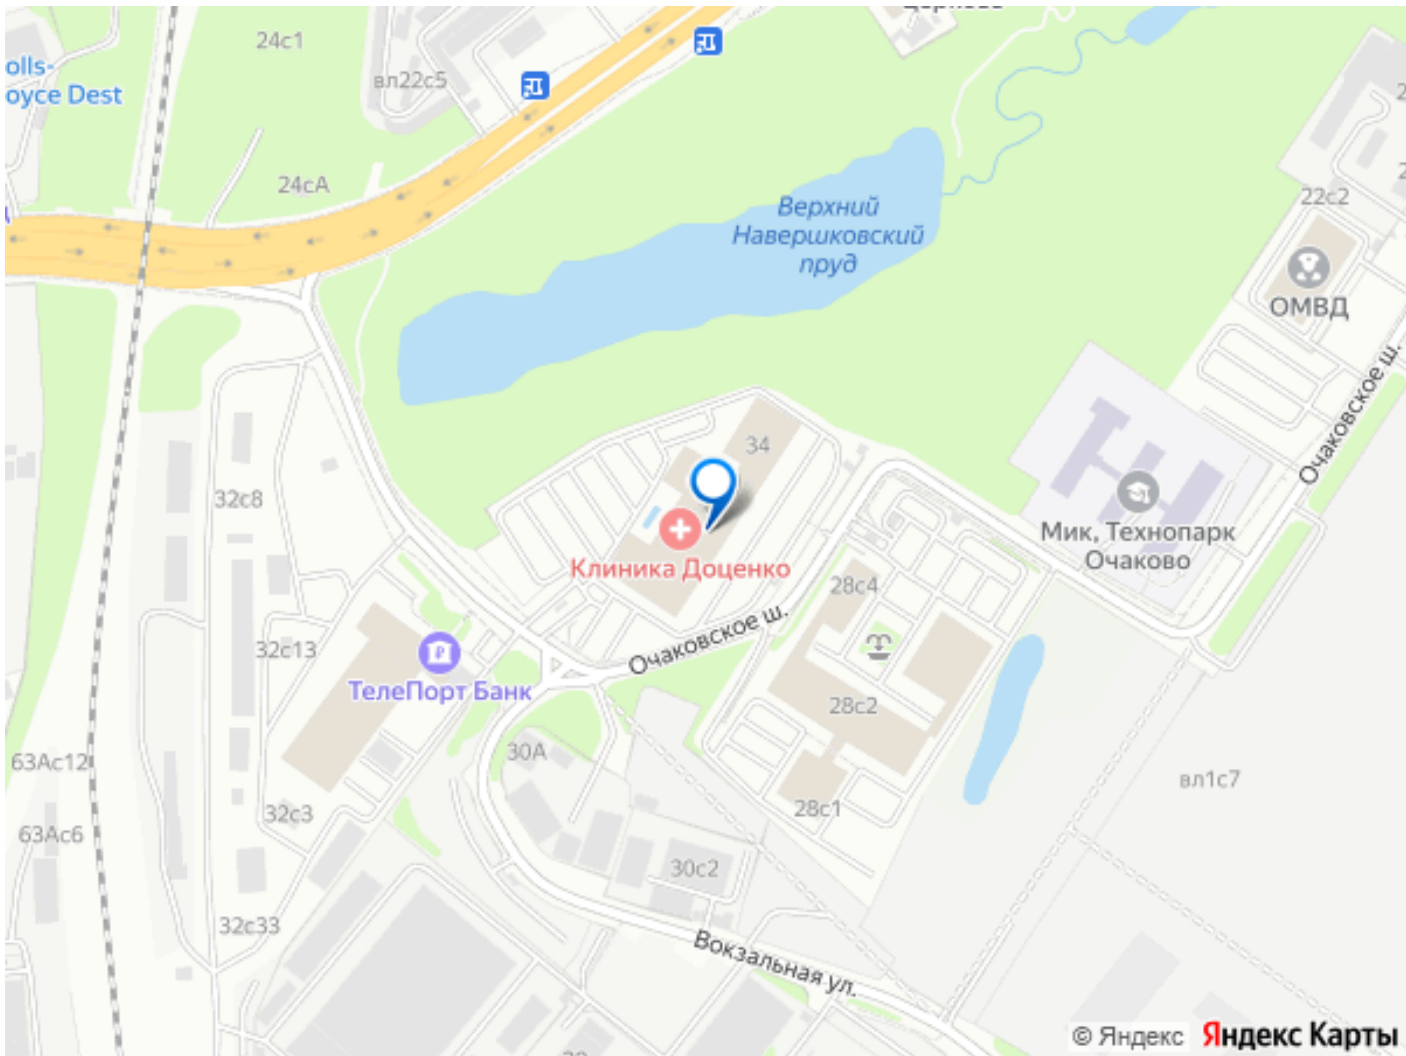 24с1
вл22с5
olls-
oyce Dest
24сА
22с2
Верхний
Навершковский
пруд
ОМВД
Очаковское ш.
34
32с8
Мик, Технопарк
Очаково
Клиника Доценко
28с4
Очаковское ш.
32с13
ТелеПорт Банк
28с2
30А
63Ас12
вл1с7
28с1
32с3
63Ас6
30с2
32с33
Вокзальная ул.
© Яндекс Яндекс Карты